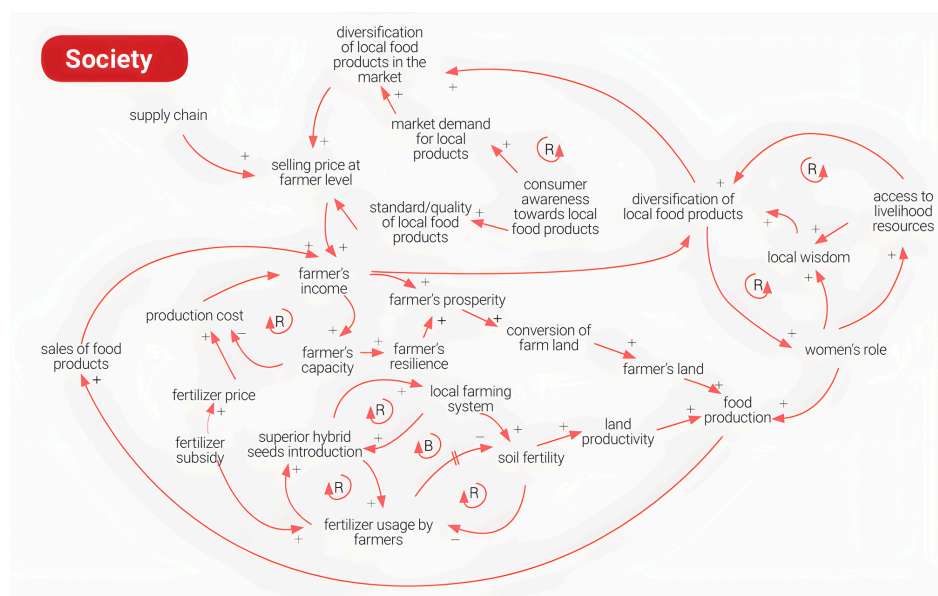 Society
diversification
of local food
products in the
market
+
+
supply chain
market demand
for local
products
+
+
selling price at
farmer level
+
R
consumer
awareness
towards local
food products
+
standard/quality
of local food
products
+
diversification of
local food products
R
access to
livelihood
resources
+
+
local wisdom
+
+
R
+
+
farmer's
income
+
farmer's prosperity
production cost
R
+
+
+
conversion of
farm land
+
women's role
+
−
farmer's
capacity
+
farmer's
resilience
+
farmer's land
sales of food
products
+
+
fertilizer price
+
+
local farming
system
food
production
+
R
fertilizer
subsidy
superior hybrid
seeds introduction
+
B
−
+
+
land
productivity
+
soil fertility
+
R
R
+
fertilizer usage by
farmers
+
−